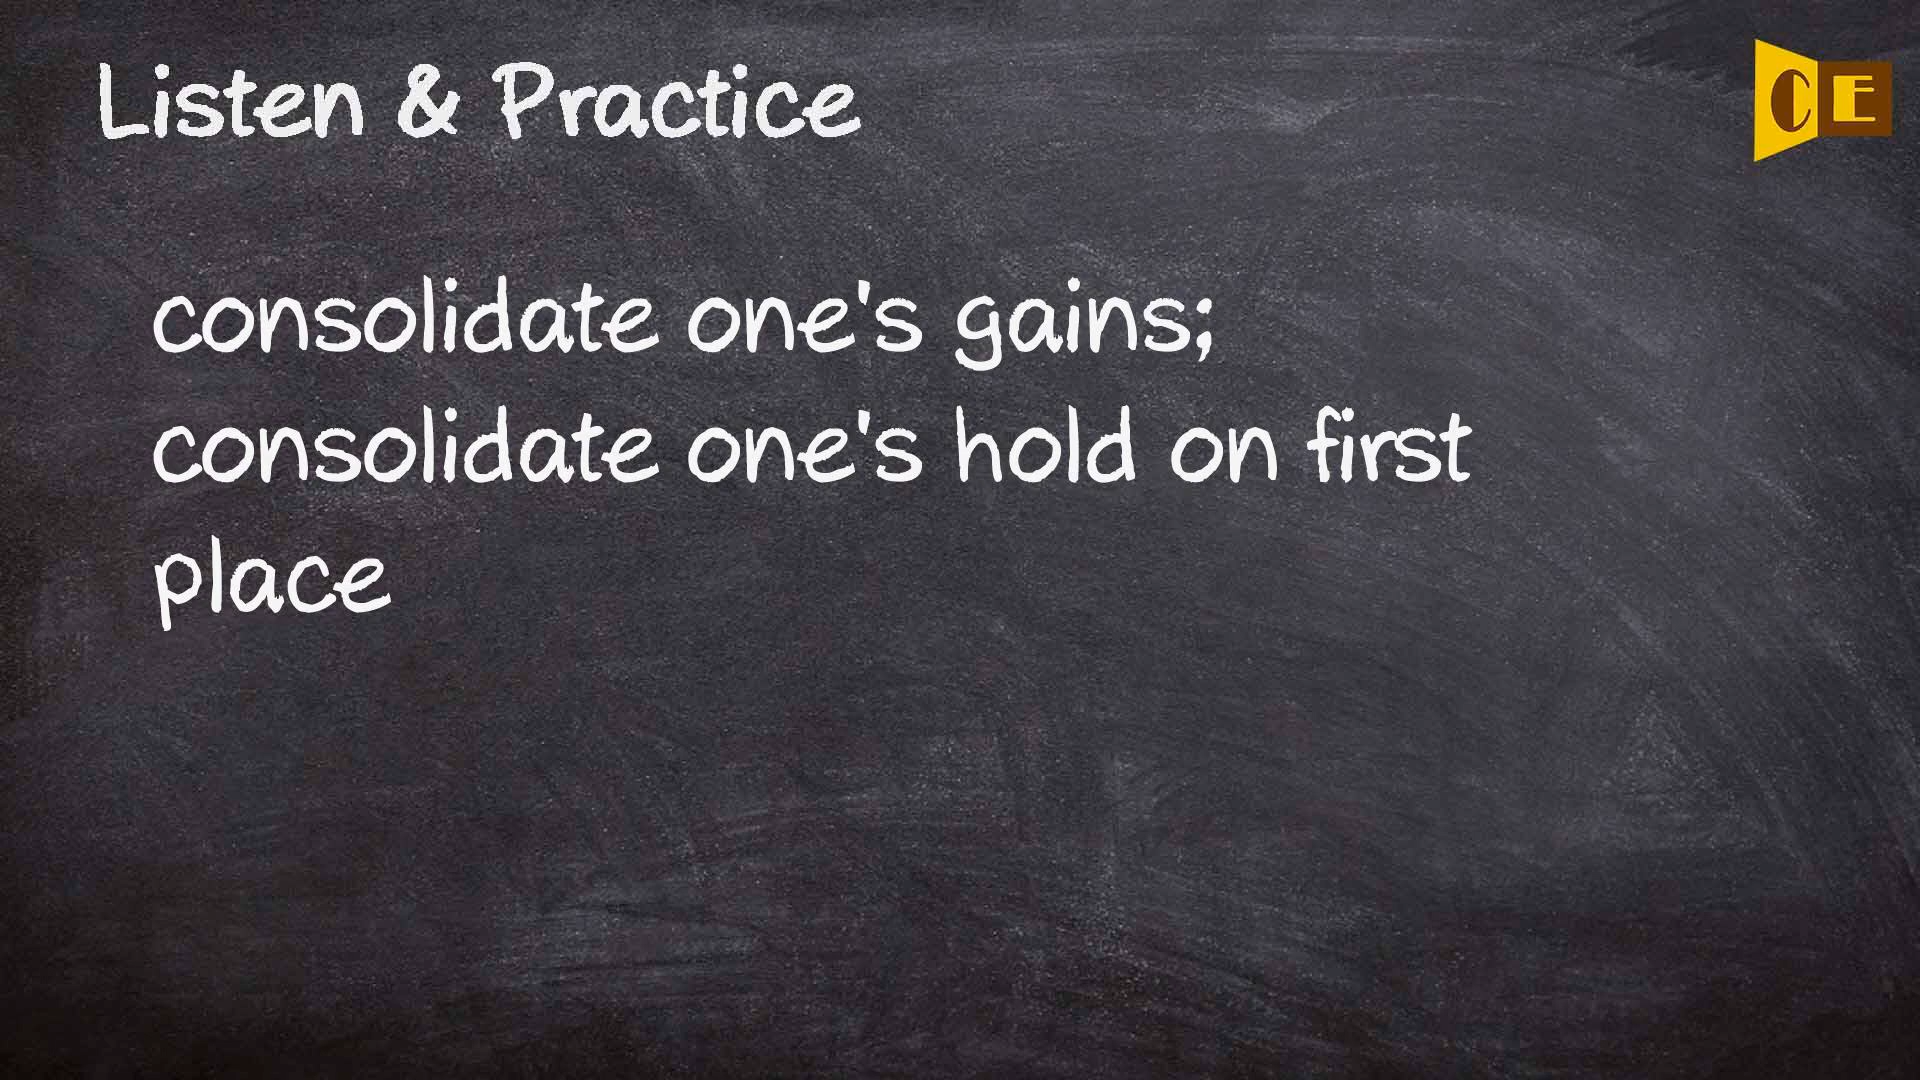 Listen & Practice
CE
consolidate one's gains;
consolidate one's hold on first
place